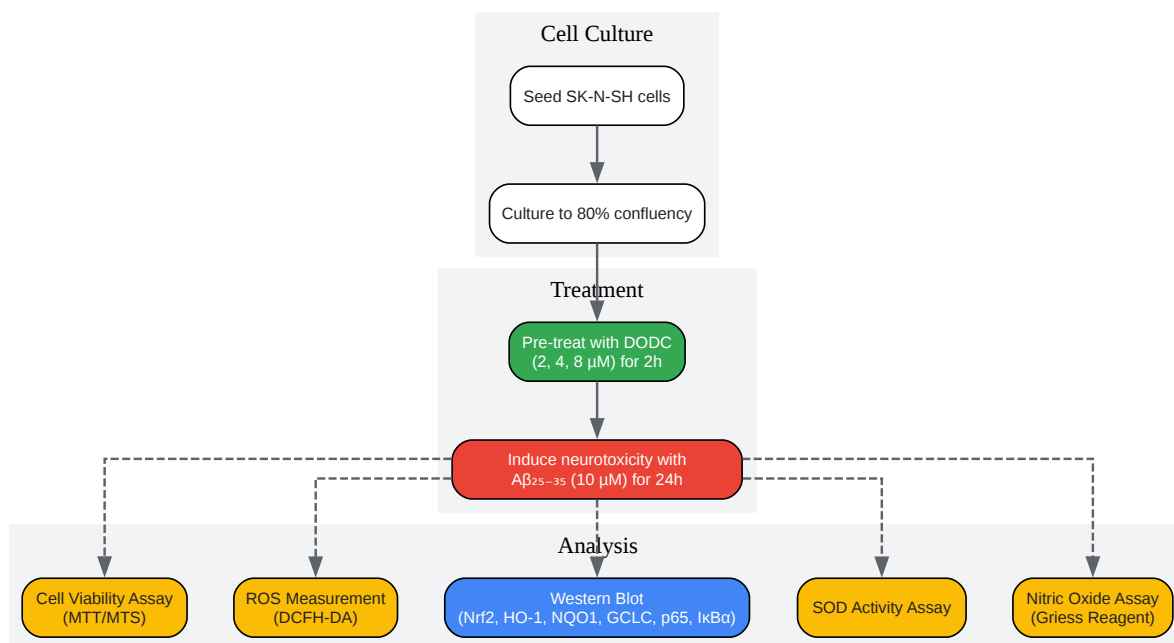 Cell Culture
Seed SK-N-SH cells
Culture to 80% confluency
Treatment
Pre-treat with DODC
(2, 4, 8 µM) for 2h
Induce neurotoxicity with
Aβ₂₅₋₃₅ (10 µM) for 24h
Analysis
Cell Viability Assay
(MTT/MTS)
ROS Measurement
(DCFH-DA)
Western Blot
(Nrf2, HO-1, NQO1, GCLC, p65, IκBα)
SOD Activity Assay
Nitric Oxide Assay
(Griess Reagent)